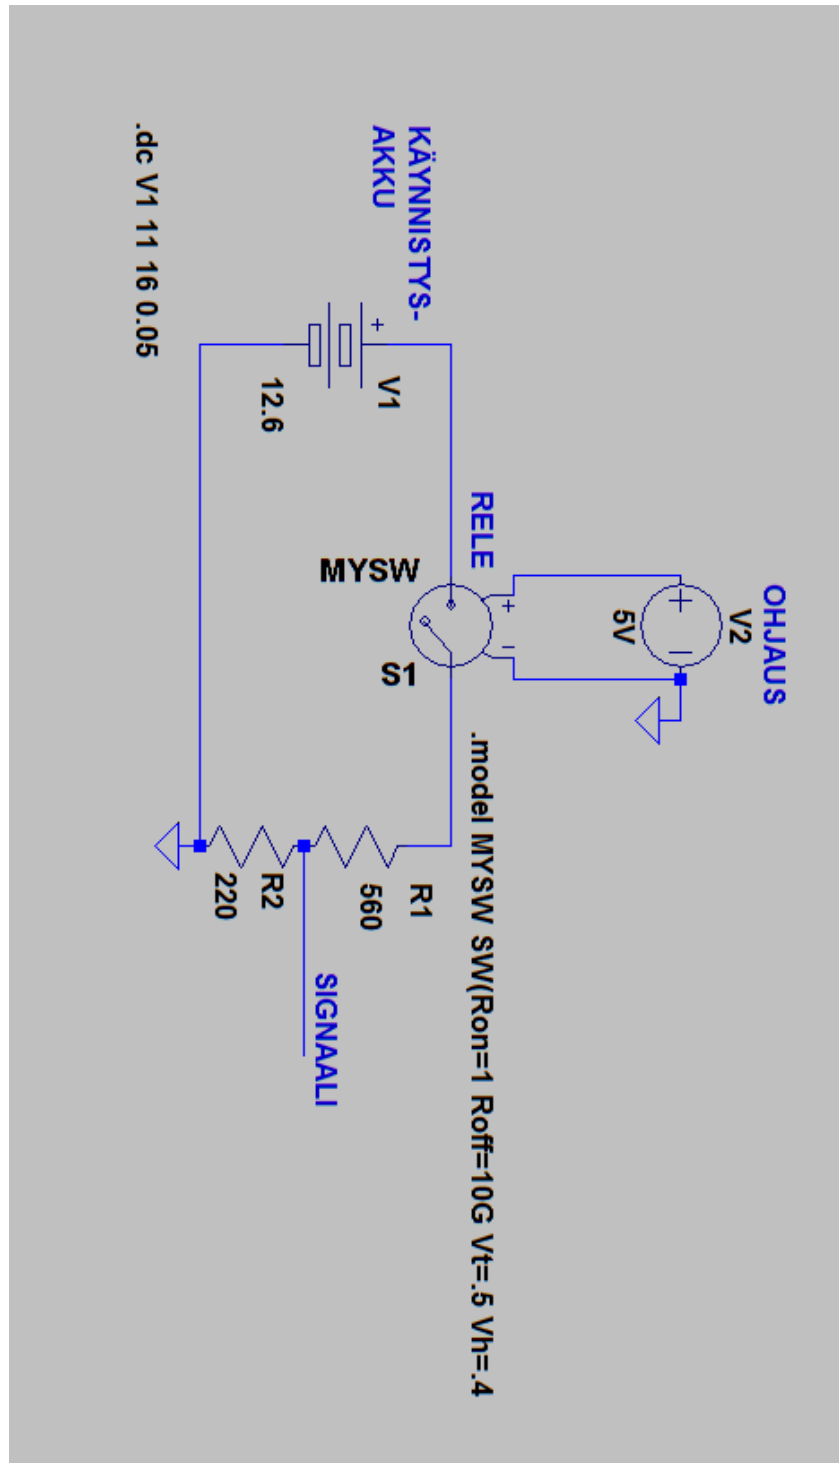 OHJAUS
V2
5V
RELE
MYSW
S1
.model MYSW SW(Ron=1 Roff=10G Vt=.5 Vh=.4
KÄYNNISTYS-
AKKU
+
V1
12.6
+
-
+
R1
560
SIGNAALI
R2
220
.dc V1 11 16 0.05